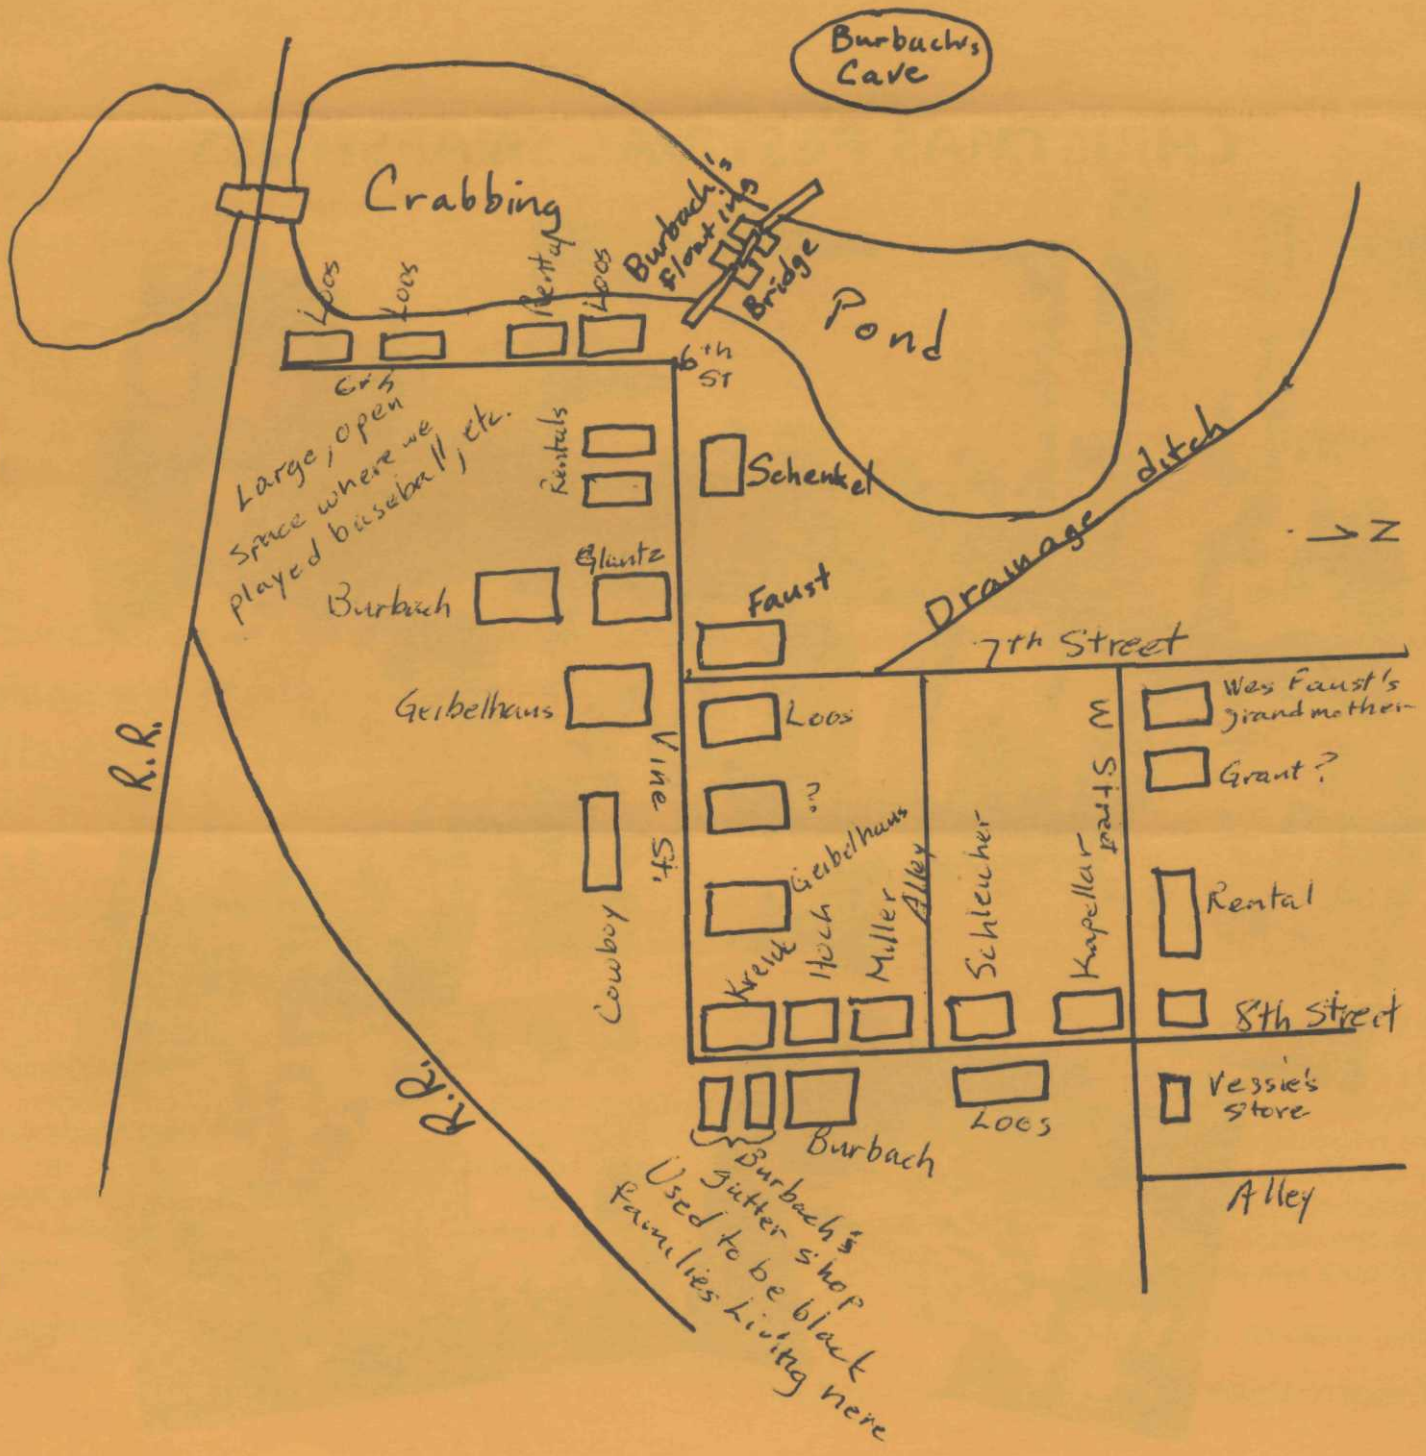 Burbach's
Cave
Crabbing
Pond
Burbach's
floating
Bridge
Loos
Loos
Rental
Loos
6th
ST
Large, open
space where we
played baseball, etc.
Rentals
Schenkel
Drainage ditch
→ N
Glantz
Burbach
Faust
7th Street
Geibelhaus
Loos
Wes Faust's
grandmother
W Street
Grant?
R.R.
Vine St.
?
Geibelhaus
Cowboy
Alley
Hoch
Miller
Schleicher
Kapellar
Rental
8th Street
R.R.
Burbach
Loos
Vessie's
Store
Alley
Burbach's
gutter shop
Used to be black
families Living here